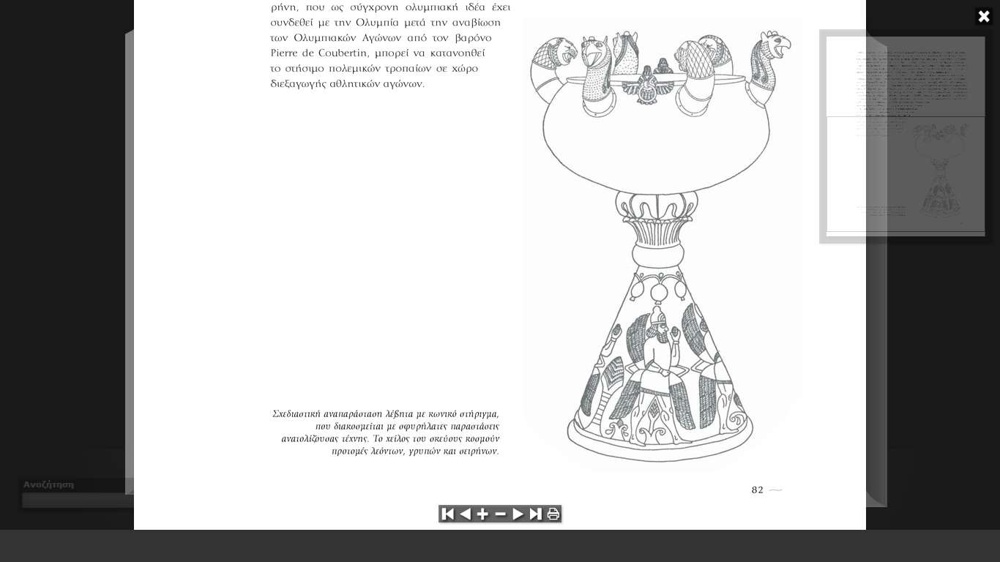 ρήνη, που ως σύγχρονη ολυμπιακή ιδέα έχει
συνδεθεί με την Ολυμπία μετά την αναβίωση
των Ολυμπιακών Αγώνων από τον βαρόνο
Pierre de Coubertin, μπορεί να κατανοηθεί
το στήσιμο πολεμικών τροπαίων σε χώρο
διεξαγωγής αθλητικών αγώνων.
Σχεδιαστική αναπαράσταση λέβητα με κωνικό στήριγμα,
που διακοσμείται με σφυρήλατες παραστάσεις
ανατολίζουσας τέχνης. Το χείλος του σκεύους κοσμούν
προτομές λεόντων, γρυπών και σειρήνων.
Αναζήτηση
82